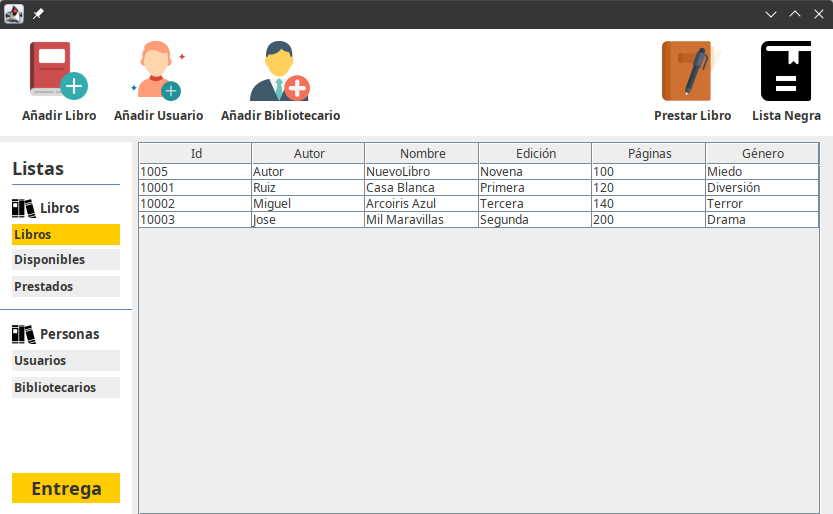 Añadir Libro Añadir Usuario Añadir Bibliotecario Prestar Libro Lista Negra
Listas
Libros
Libros
Disponibles
Prestados
Personas
Usuarios
Bibliotecarios
Entrega
Id Autor Nombre Edición Páginas Género
1005 Autor NuevoLibro Novena 100 Miedo
10001 Ruiz Casa Blanca Primera 120 Diversión
10002 Miguel Arcoiris Azul Tercera 140 Terror
10003 Jose Mil Maravillas Segunda 200 Drama